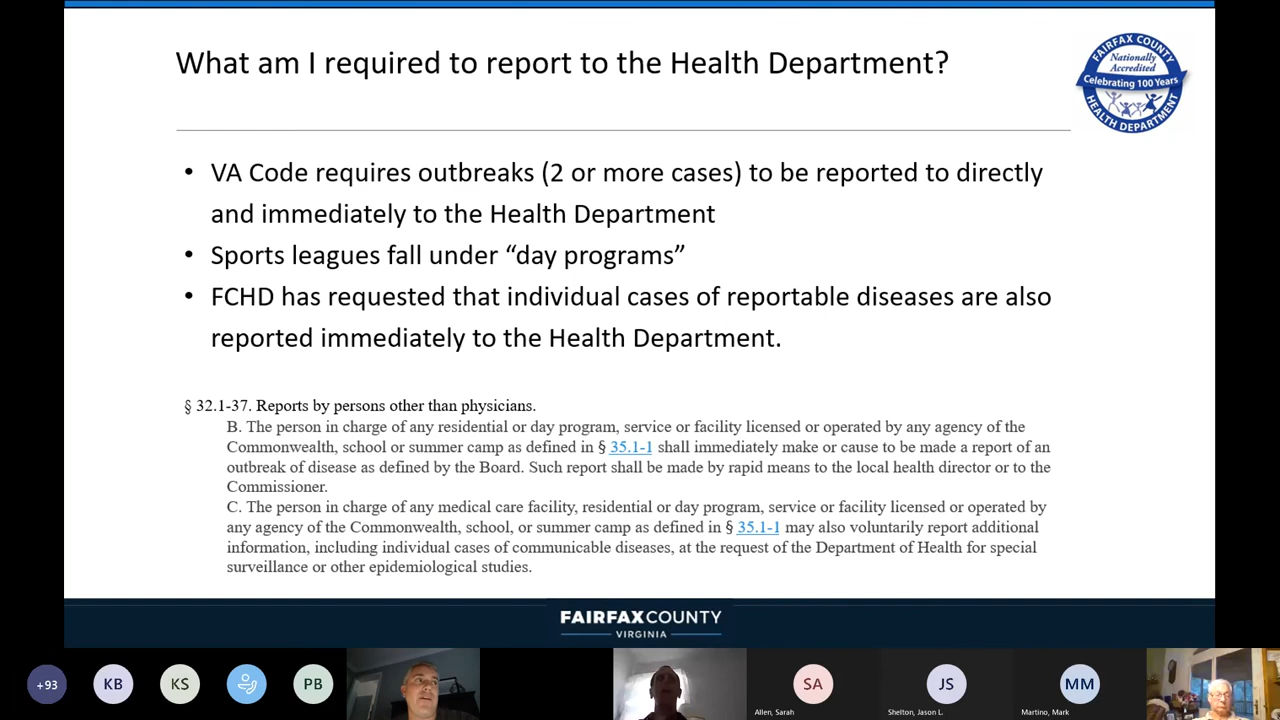 What am I required to report to the Health Department?
FAIRFAX COUNTY
Nationally
Accredited
Celebrating 100 Years
HEALTH DEPARTMENT
• VA Code requires outbreaks (2 or more cases) to be reported to directly
and immediately to the Health Department
• Sports leagues fall under “day programs”
• FCHD has requested that individual cases of reportable diseases are also
reported immediately to the Health Department.
§ 32.1-37. Reports by persons other than physicians.
B. The person in charge of any residential or day program, service or facility licensed or operated by any agency of the
Commonwealth, school or summer camp as defined in § 35.1-1 shall immediately make or cause to be made a report of an
outbreak of disease as defined by the Board. Such report shall be made by rapid means to the local health director or to the
Commissioner.
C. The person in charge of any medical care facility, residential or day program, service or facility licensed or operated by
any agency of the Commonwealth, school, or summer camp as defined in § 35.1-1 may also voluntarily report additional
information, including individual cases of communicable diseases, at the request of the Department of Health for special
surveillance or other epidemiological studies.
FAIRFAX COUNTY
VIRGINIA
+93
KB
KS
PB
SA
JS
MM
Allen, Sarah
Shelton, Jason L.
Martino, Mark